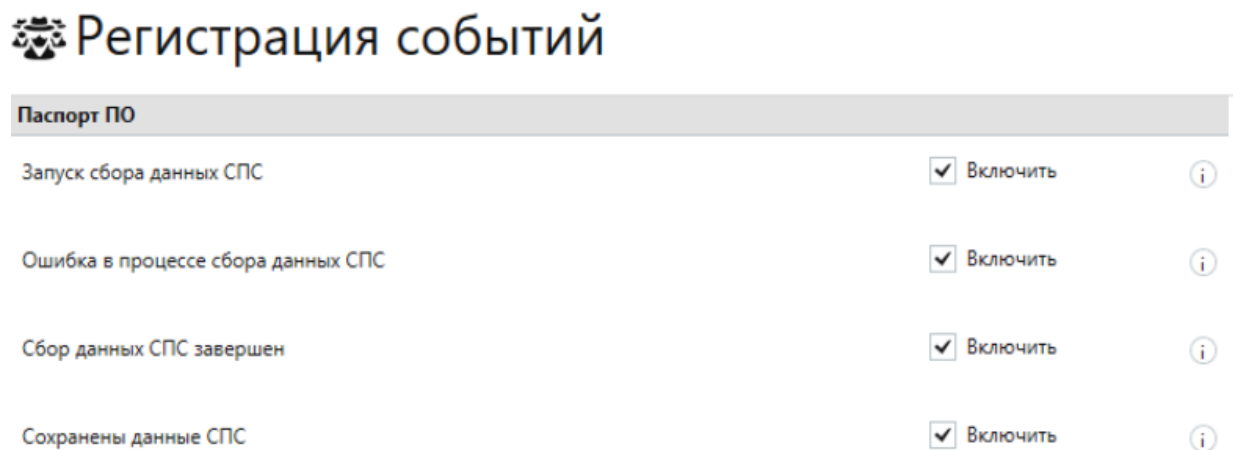 Регистрация событий
Паспорт ПО
Запуск сбора данных СПС Включить
Ошибка в процессе сбора данных СПС Включить
Сбор данных СПС завершен Включить
Сохранены данные СПС Включить